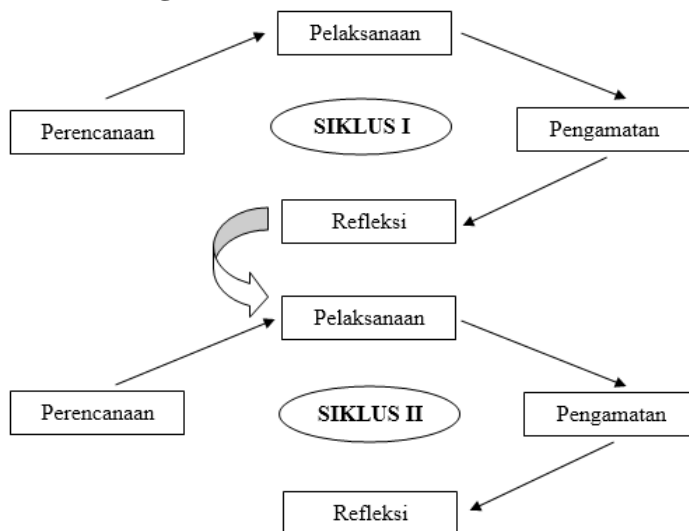 Pelaksanaan
Perencanaan
SIKLUS I
Pengamatan
Refleksi
Pelaksanaan
Perencanaan
SIKLUS II
Pengamatan
Refleksi